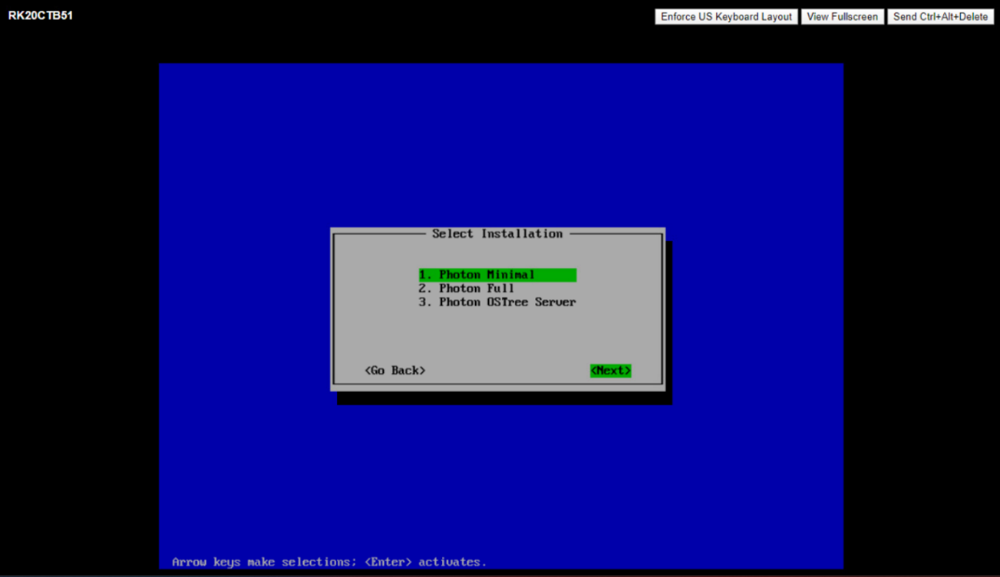 RK20CTB51
Enforce US Keyboard Layout View Fullscreen Send Ctrl+Alt+Delete
Select Installation
1. Photon Minimal
2. Photon Full
3. Photon OSTree Server
<Go Back> <Next>
Arrow keys make selections; <Enter> activates.